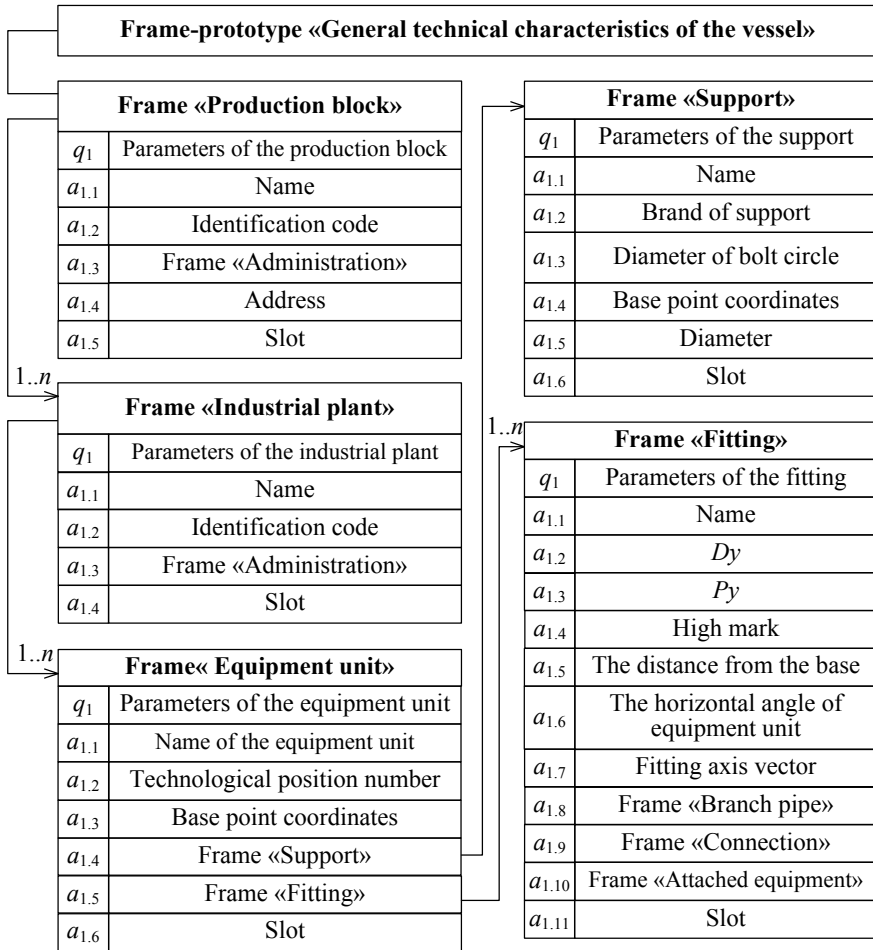 Frame-prototype «General technical characteristics of the vessel»
Frame «Production block»
q1 Parameters of the production block
a1.1 Name
a1.2 Identification code
a1.3 Frame «Administration»
a1.4 Address
a1.5 Slot
1..n
Frame «Industrial plant»
q1 Parameters of the industrial plant
a1.1 Name
a1.2 Identification code
a1.3 Frame «Administration»
a1.4 Slot
1..n
Frame« Equipment unit»
q1 Parameters of the equipment unit
a1.1 Name of the equipment unit
a1.2 Technological position number
a1.3 Base point coordinates
a1.4 Frame «Support»
a1.5 Frame «Fitting»
a1.6 Slot
Frame «Support»
q1 Parameters of the support
a1.1 Name
a1.2 Brand of support
a1.3 Diameter of bolt circle
a1.4 Base point coordinates
a1.5 Diameter
a1.6 Slot
1..n
Frame «Fitting»
q1 Parameters of the fitting
a1.1 Name
a1.2 Dy
a1.3 Py
a1.4 High mark
a1.5 The distance from the base
a1.6 The horizontal angle of
equipment unit
a1.7 Fitting axis vector
a1.8 Frame «Branch pipe»
a1.9 Frame «Connection»
a1.10 Frame «Attached equipment»
a1.11 Slot